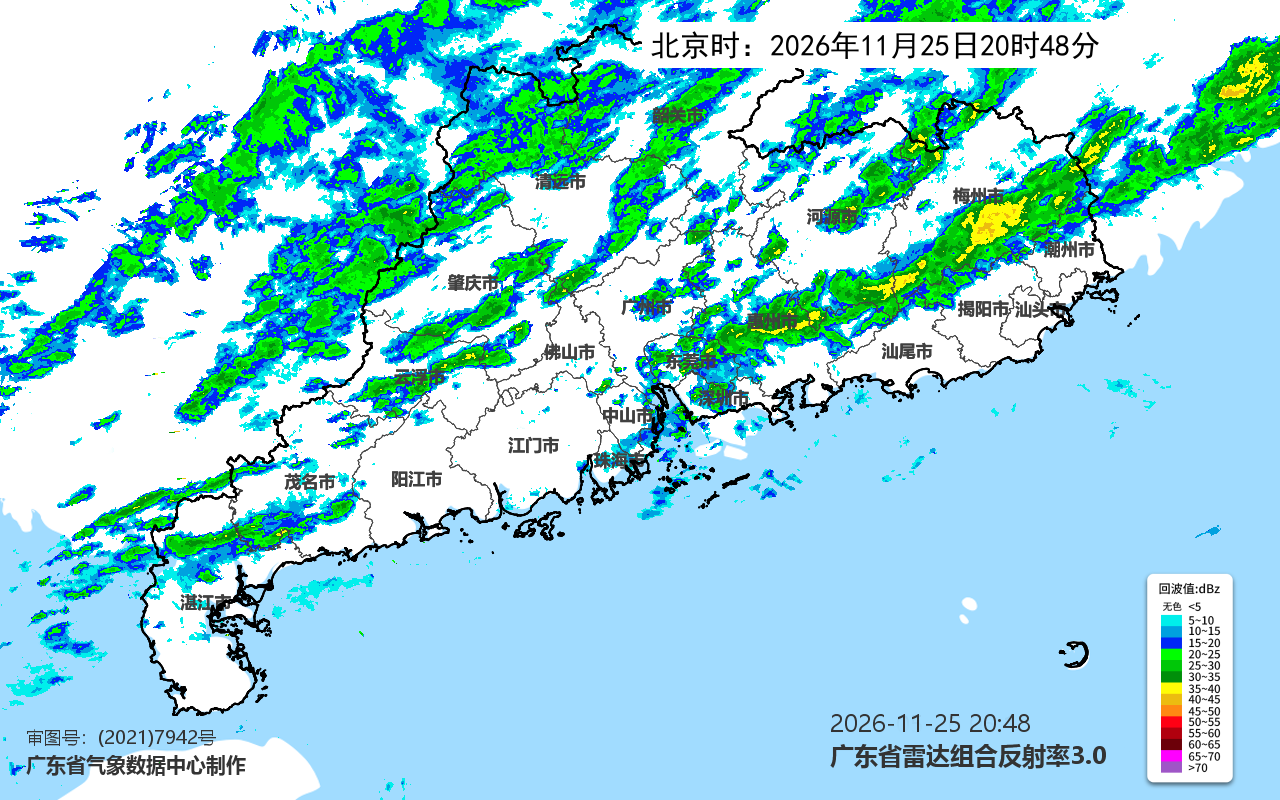 北京时：2026年11月25日20时48分
韶关市
清远市
梅州市
河源市
潮州市
肇庆市
广州市
揭阳市
汕头市
惠州市
佛山市
东莞市
汕尾市
云浮市
深圳市
中山市
江门市
珠海市
阳江市
茂名市
湛江市
回波值:dBz
无色 <5
5~10
10~15
15~20
20~25
25~30
30~35
35~40
40~45
45~50
50~55
55~60
60~65
65~70
>70
2026-11-25 20:48
广东省雷达组合反射率3.0
审图号：(2021)7942号
广东省气象数据中心制作